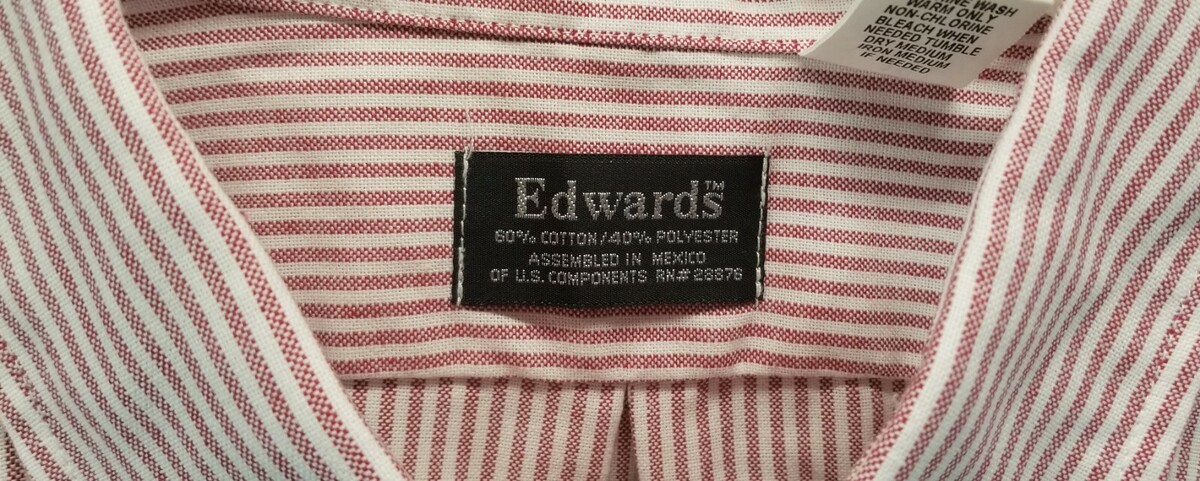 WASH
WARM ONLY
NON-CHLORINE
BLEACH WHEN
NEEDED TUMBLE
DRY MEDIUM
IRON MEDIUM
IF NEEDED
Edwards™
60% COTTON/40% POLYESTER
ASSEMBLED IN MEXICO
OF U.S. COMPONENTS RN# 28876